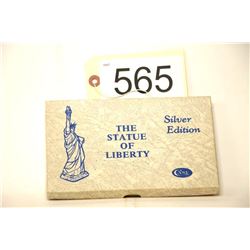 565
THE
STATUE
OF
LIBERTY
Silver
Edition
CASE